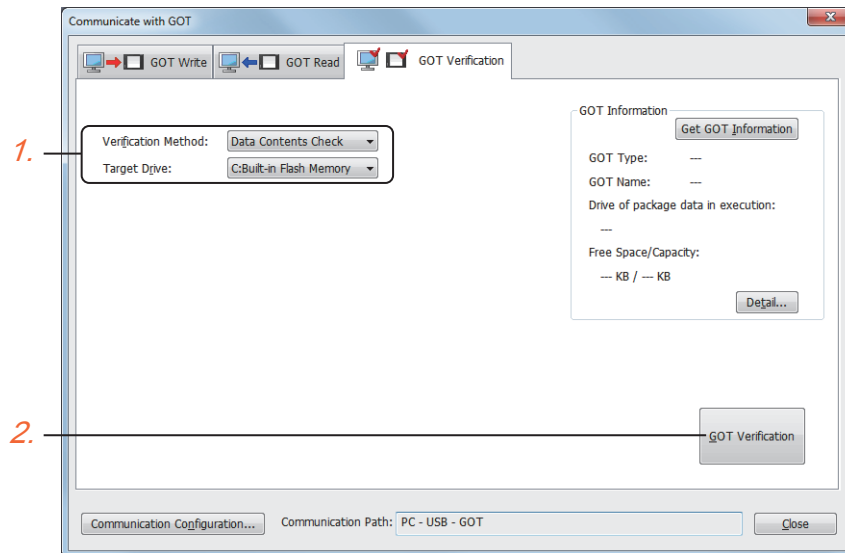 Communicate with GOT
x
GOT Write
GOT Read
GOT Verification
1.
Verification Method:
Data Contents Check
Target Drive:
C:Built-in Flash Memory
GOT Information
Get GOT Information
GOT Type:
---
GOT Name:
---
Drive of package data in execution:
---
Free Space/Capacity:
--- KB / --- KB
Detail...
2.
GOT Verification
Communication Configuration...
Communication Path:
PC - USB - GOT
Close